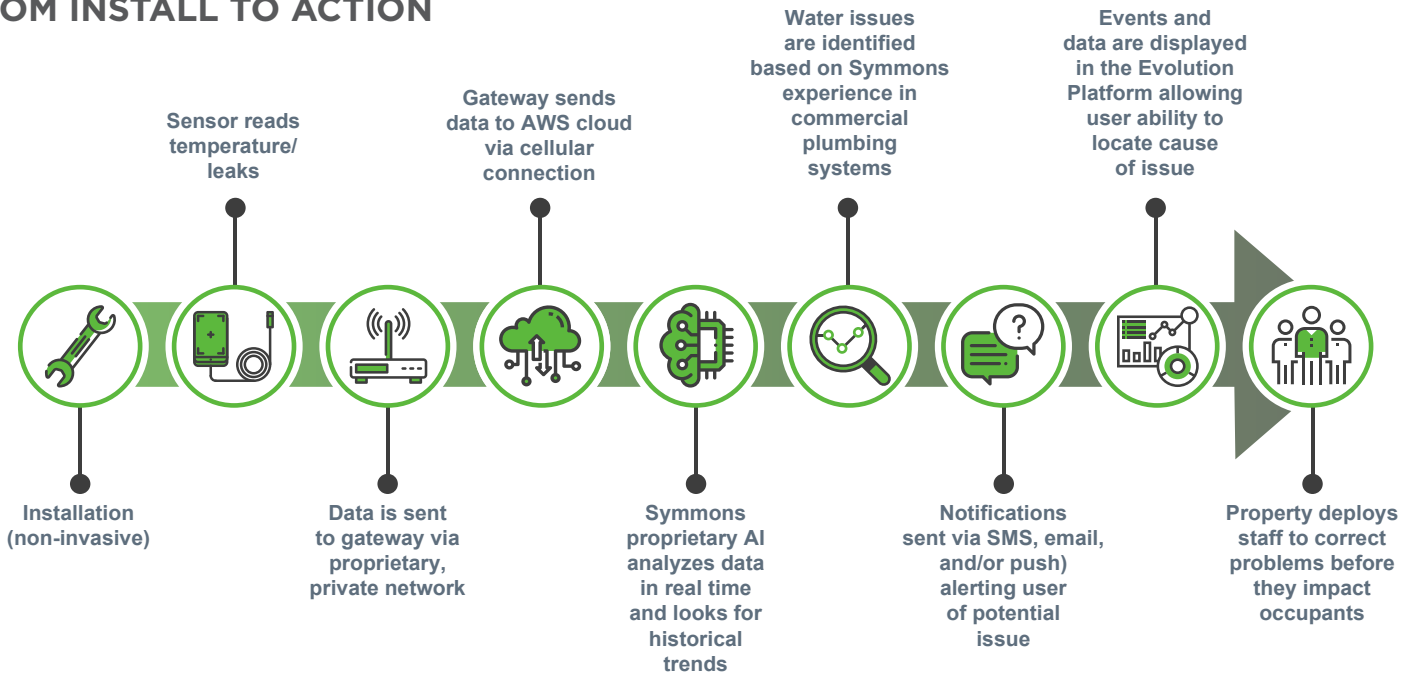 OM INSTALL TO ACTION
Installation
(non-invasive)
Sensor reads
temperature/
leaks
Data is sent
to gateway via
proprietary,
private network
Gateway sends
data to AWS cloud
via cellular
connection
Symmons
proprietary AI
analyzes data
in real time
and looks for
historical
trends
Water issues
are identified
based on Symmons
experience in
commercial
plumbing
systems
Notifications
sent via SMS, email,
and/or push)
alerting user
of potential
issue
Events and
data are displayed
in the Evolution
Platform allowing
user ability to
locate cause
of issue
Property deploys
staff to correct
problems before
they impact
occupants